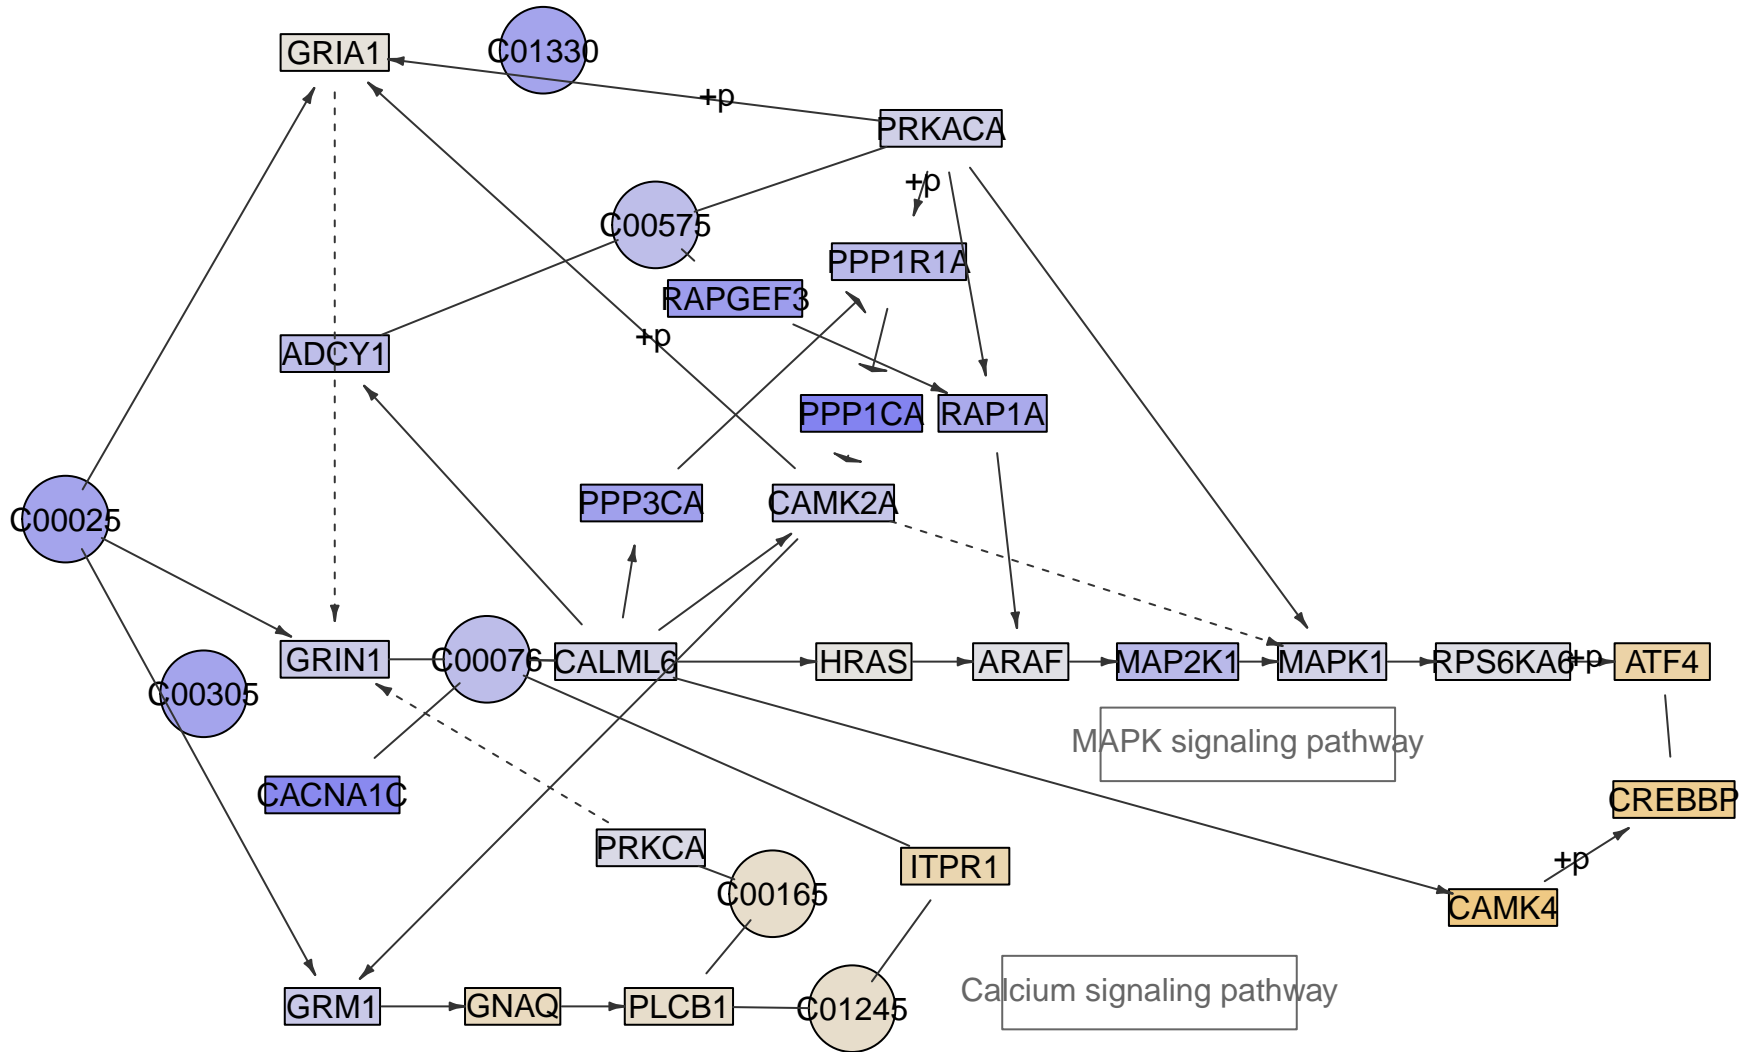 GRIA1
C01330
+p
PRKACA
+p
C00575
PPP1R1A
RAPGEF3
+p
ADCY1
PPP1CA
RAP1A
PPP3CA
CAMK2A
C00025
GRIN1
C00076
CALML6
HRAS
ARAF
MAP2K1
MAPK1
RPS6KA6
+p
ATF4
C00305
MAPK signaling pathway
CACNA1C
CREBBP
PRKCA
ITPR1
+p
C00165
CAMK4
Calcium signaling pathway
GRM1
GNAQ
PLCB1
C01245